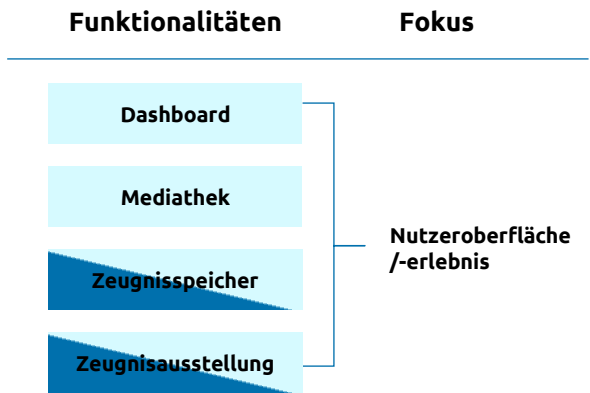 Funktionalitäten Fokus
Dashboard
Mediathek
Zeugnisspeicher
Zeugnisausstellung
Nutzeroberfläche
/-erlebnis